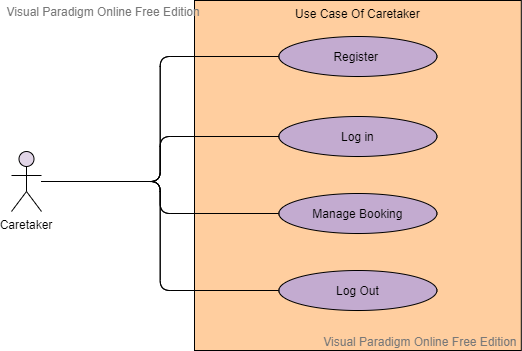 Visual Paradigm Online Free Edition
Use Case Of Caretaker
Register
Log in
Manage Booking
Caretaker
Log Out
Visual Paradigm Online Free Edition